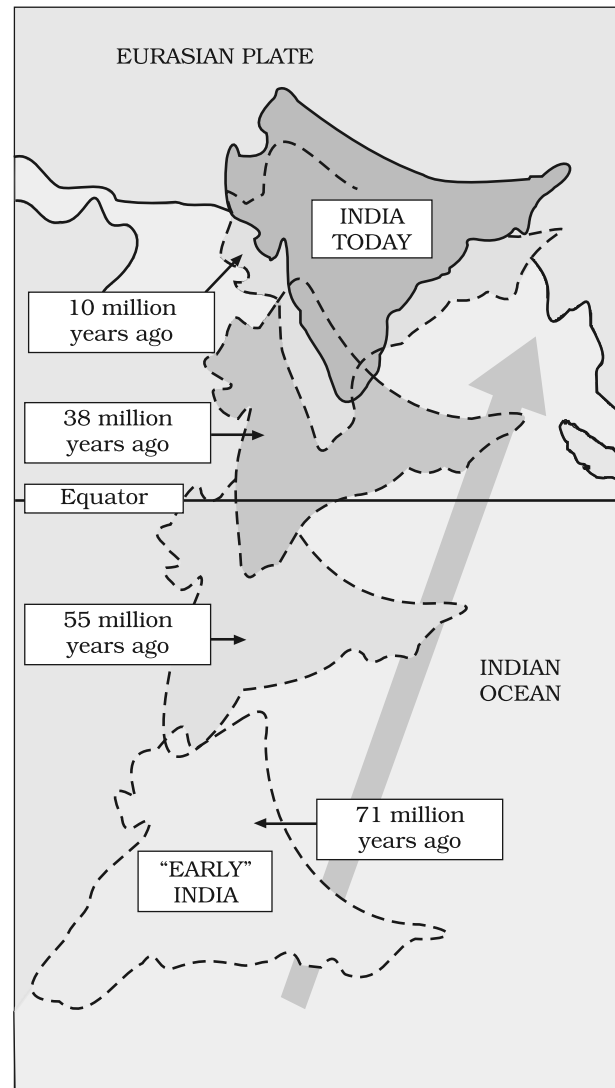 EURASIAN PLATE
INDIA
TODAY
10 million
years ago
38 million
years ago
Equator
55 million
years ago
INDIAN
OCEAN
71 million
years ago
“EARLY”
INDIA